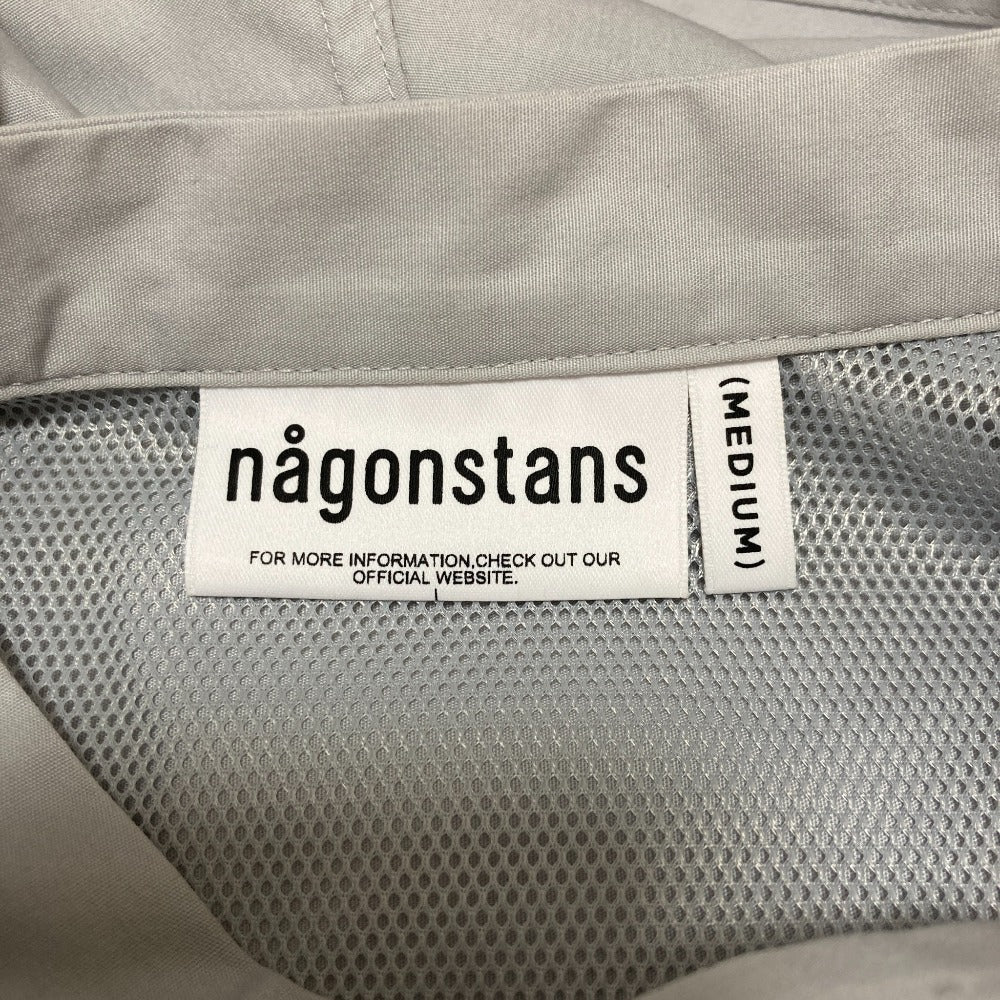 någonstans
FOR MORE INFORMATION,CHECK OUT OUR
OFFICIAL WEBSITE.
(MEDIUM)